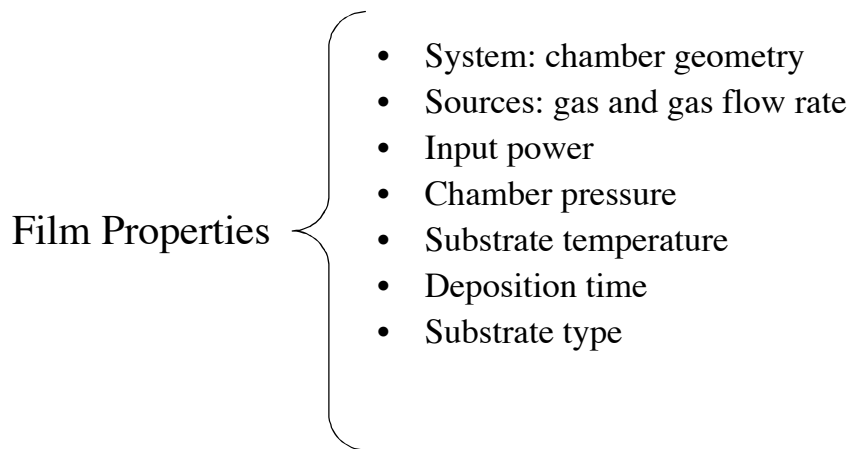 Film Properties
• System: chamber geometry
• Sources: gas and gas flow rate
• Input power
• Chamber pressure
• Substrate temperature
• Deposition time
• Substrate type